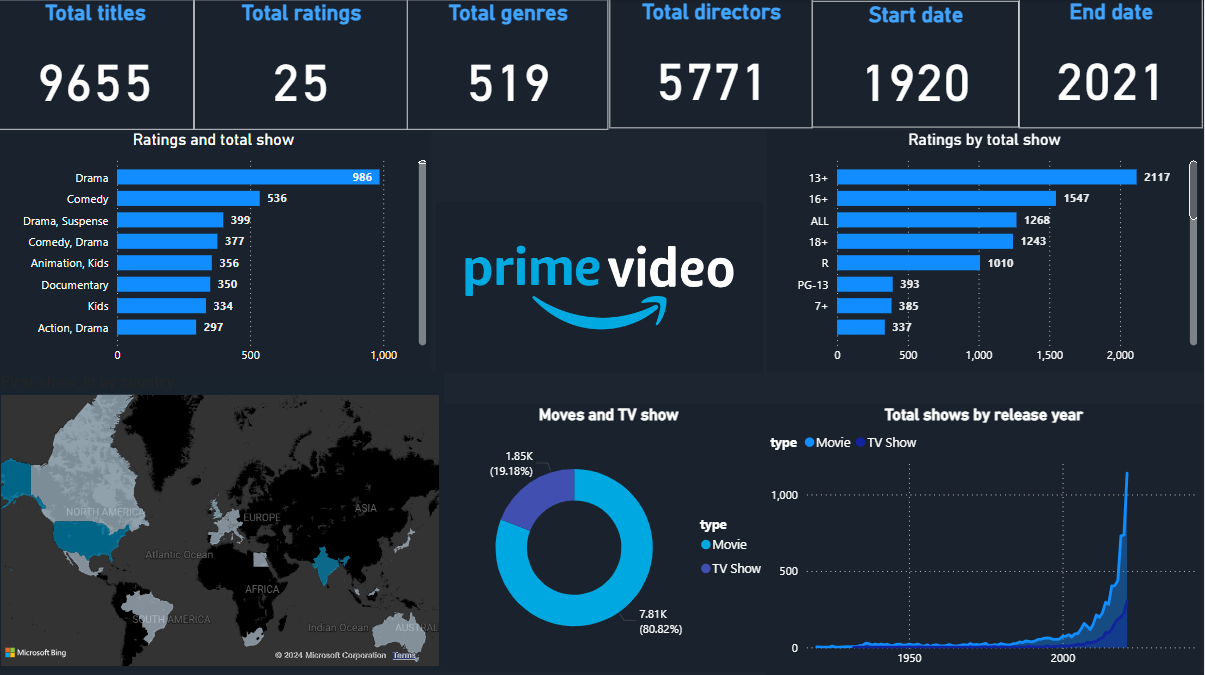 Total titles
9655
Total ratings
25
Total genres
519
Total directors
5771
Start date
1920
End date
2021
Ratings and total show
Drama
986
Comedy
536
Drama, Suspense
399
Comedy, Drama
377
Animation, Kids
356
Documentary
350
Kids
334
Action, Drama
297
0 500 1,000
prime video
Ratings by total show
13+
2117
16+
1547
ALL
1268
18+
1243
R
1010
PG-13
393
7+
385
337
0 500 1,000 1,500 2,000
NORTH AMERICA
EUROPE
ASIA
Atlantic Ocean
AFRICA
SOUTH AMERICA
Indian Ocean
AUSTRAL
Microsoft Bing
© 2024 Microsoft Corporation Terms
Moves and TV show
1.85K
(19.18%)
7.81K
(80.82%)
type
Movie
TV Show
Total shows by release year
type Movie TV Show
1,000
500
0
1950 2000